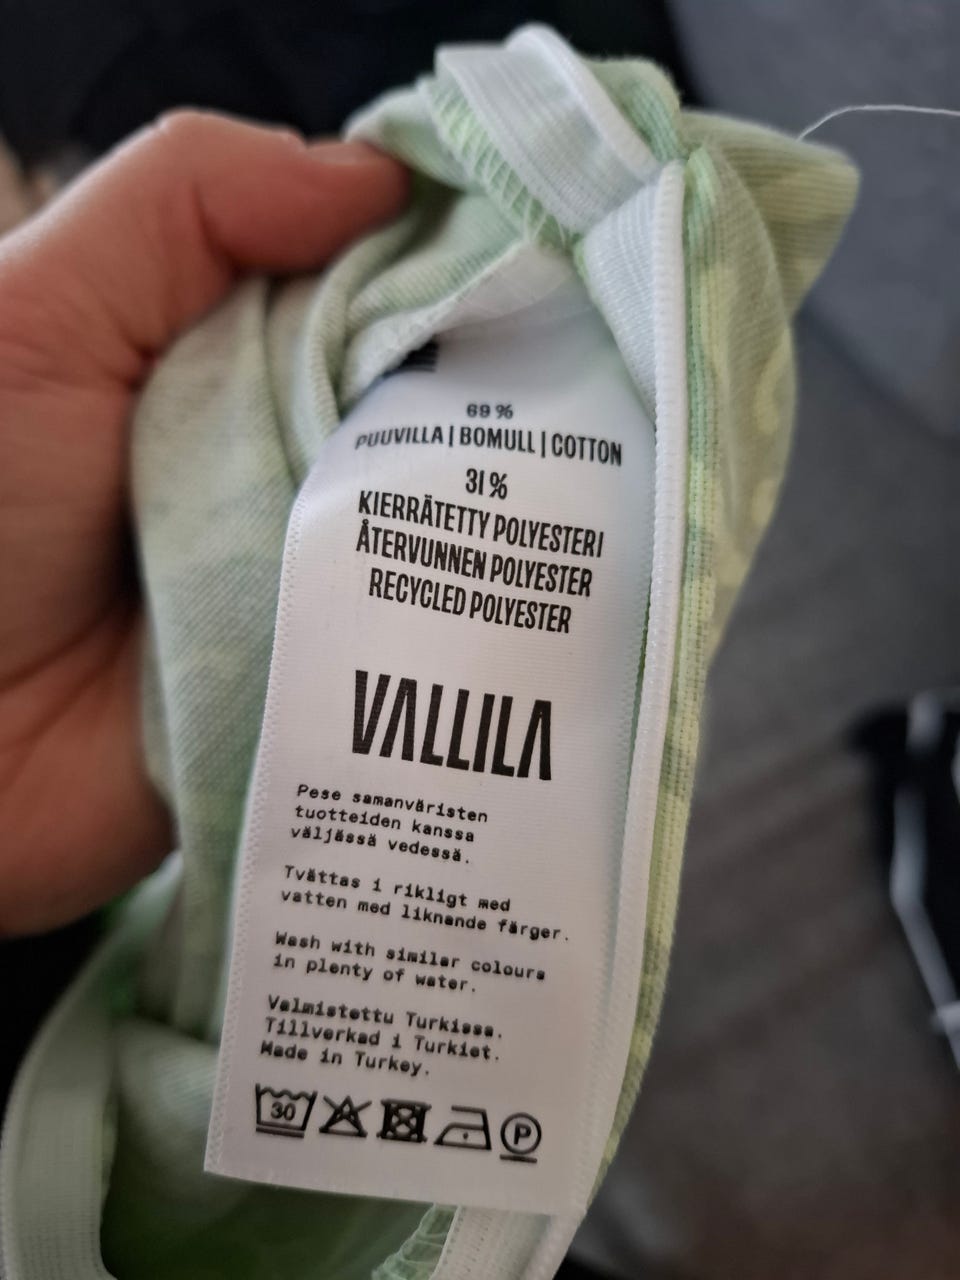 69 %
PUUVILLA | BOMULL | COTTON
31 %
KIERRÄTETTY POLYESTERI
ÅTERVUNNEN POLYESTER
RECYCLED POLYESTER
VALLILA
Pese samanväristen
tuotteiden kanssa
väljässä vedessä.
Tvättas i rikligt med
vatten med liknande färger.
Wash with similar colours
in plenty of water.
Valmistettu Turkissa.
Tillverkad i Turkiet.
Made in Turkey.
30 P